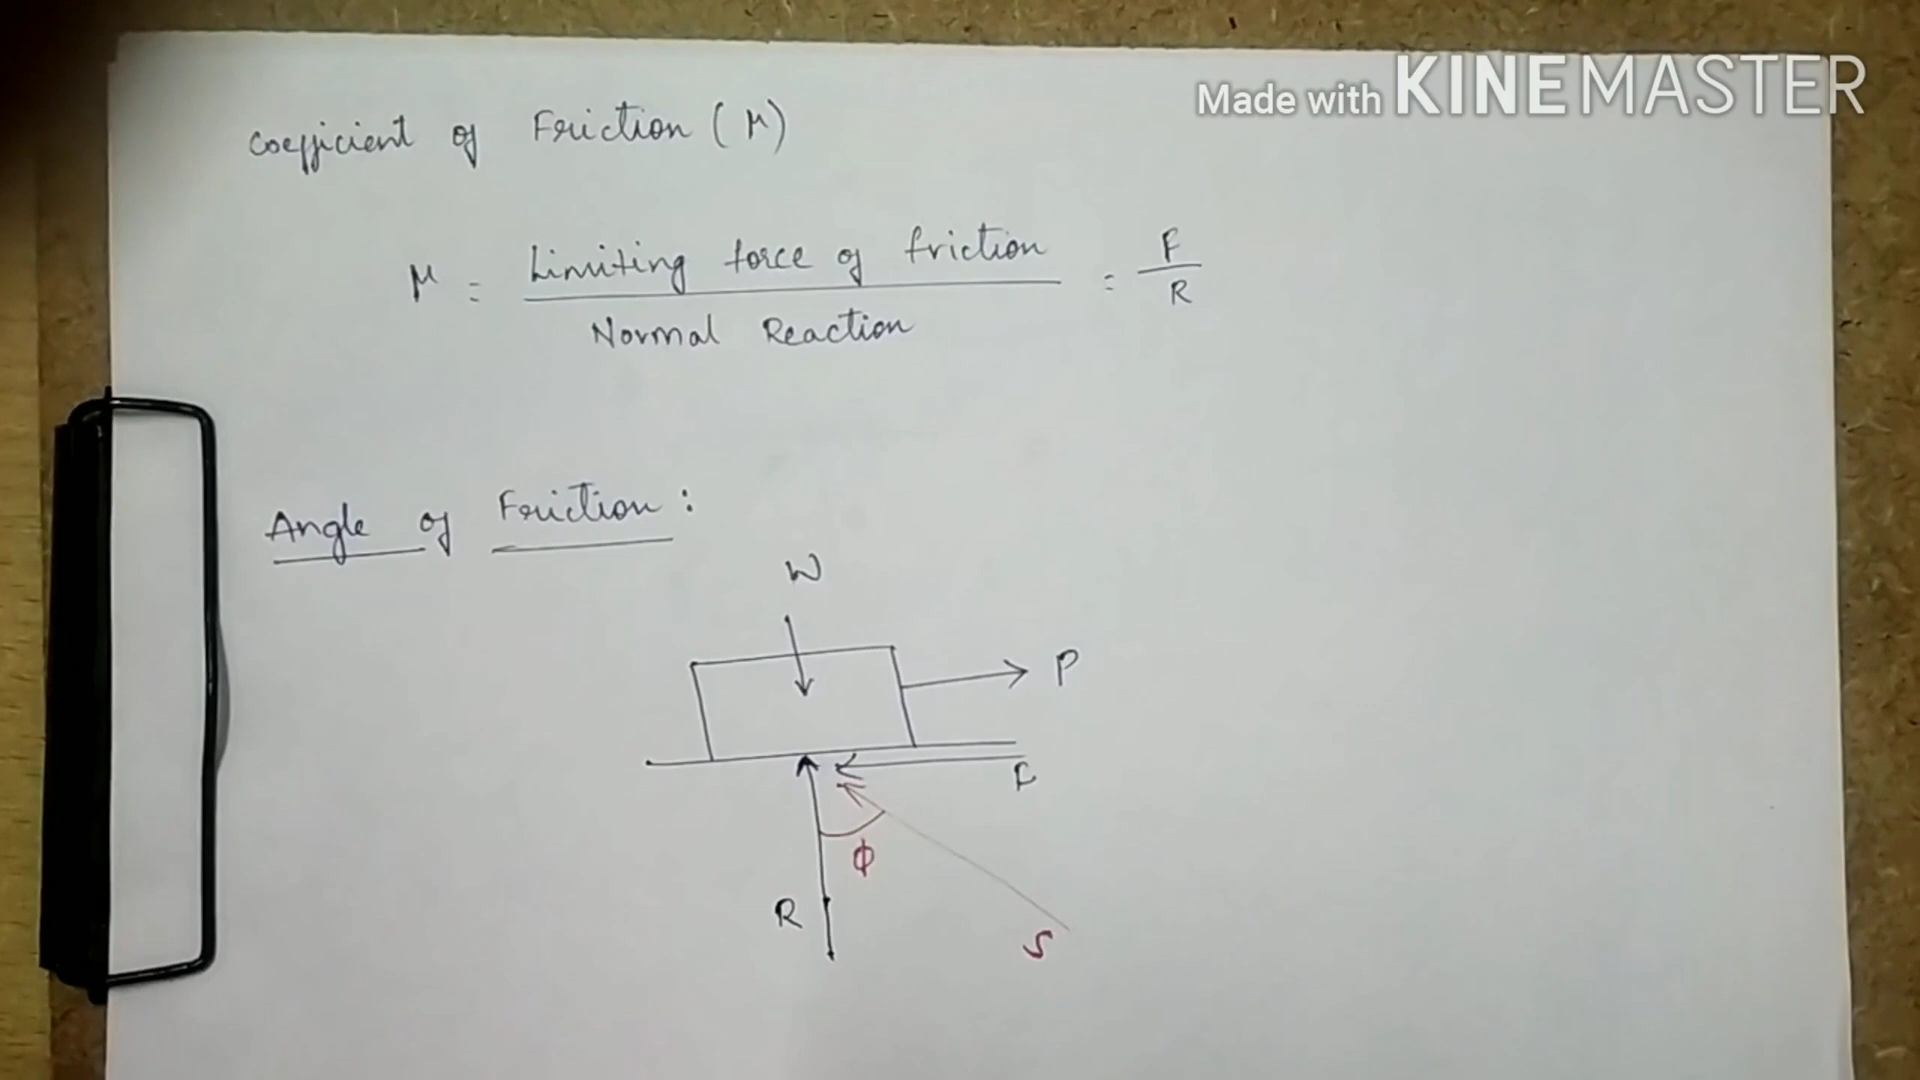 Made with KINEMASTER
Coefficient of Friction (μ)
μ = Limiting force of friction / Normal Reaction = F / R
Angle of Friction :
W
P
F
φ
R
S